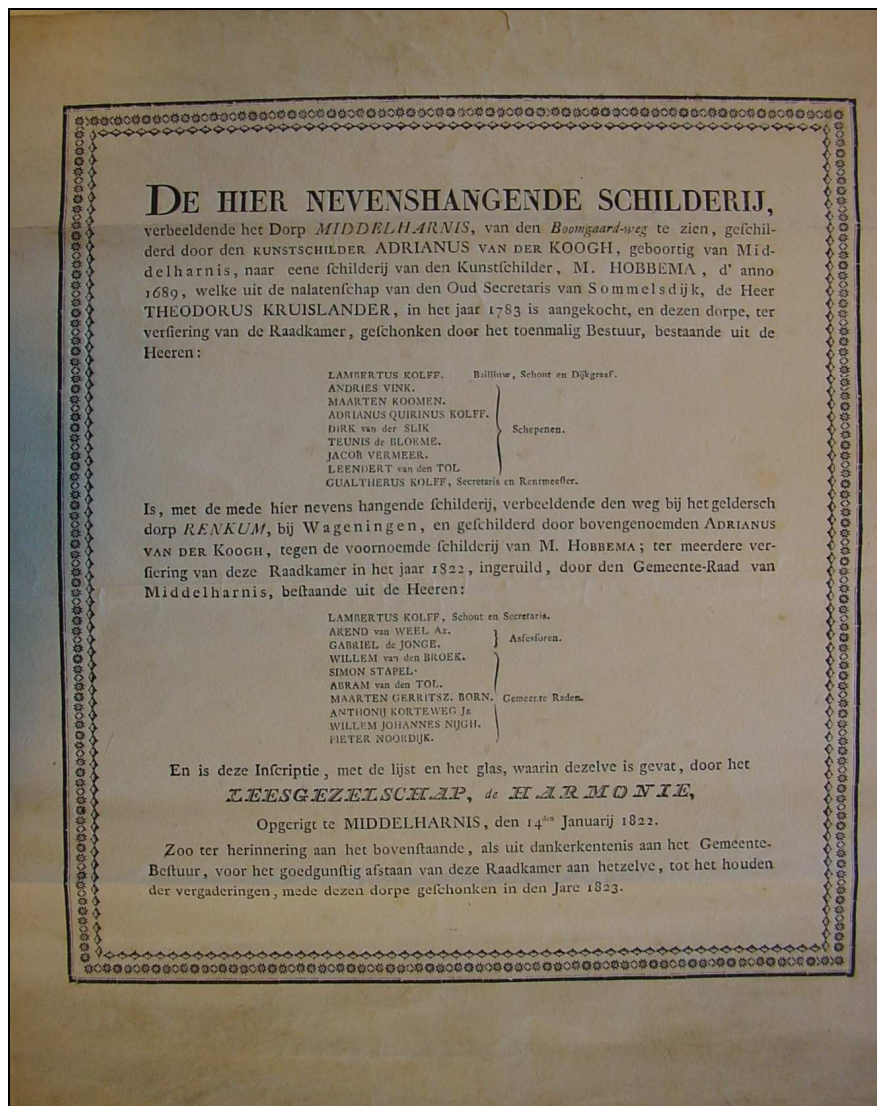 DE HIER NEVENSHANGENDE SCHILDERIJ,
verbeeldende het Dorp MIDDELHARNIS, van den Boomgaard-weg te zien, geſchil-
derd door den KUNSTSCHILDER ADRIANUS VAN DER KOOGH, geboortig van Mid-
delharnis, naar eene ſchilderij van den Kunstſchilder, M. HOBBEMA, d' anno
1689, welke uit de nalatenſchap van den Oud Secretaris van Sommelsdijk, de Heer
THEODORUS KRUISLANDER, in het jaar 1783 is aangekocht, en dezen dorpe, ter
verſiering van de Raadkamer, geſchonken door het toenmalig Bestuur, bestaande uit de
Heeren:
LAMBERTUS KOLFF. Bailliuw, Schout en Dijkgraaf.
ANDRIES VINK.
MAARTEN KOOMEN.
ADRIANUS QUIRINUS KOLFF.
DIRK van der SLIK Schepenen.
TEUNIS de BLOEME.
JACOB VERMEER.
LEENDERT van den TOL
GUALTHERUS KOLFF, Secretaris en Rentmeeſter.
Is, met de mede hier nevens hangende ſchilderij, verbeeldende den weg bij het geldersch
dorp RENKUM, bij Wageningen, en geſchilderd door bovengenoemden ADRIANUS
VAN DER KOOGH, tegen de voornoemde ſchilderij van M. HOBBEMA; ter meerdere ver-
ſiering van deze Raadkamer in het jaar 1822, ingeruild, door den Gemeente-Raad van
Middelharnis, beſtaande uit de Heeren:
LAMBERTUS KOLFF, Schout en Secretaris.
AREND van WEEL Az.
GABRIEL de JONGE. Asſesſoren.
WILLEM van den BROEK.
SIMON STAPEL.
ABRAM van den TOL.
MAARTEN GERRITSZ. BORN. Gemeente Raden.
ANTHONIJ KORTEWEG Jz
WILLEM JOHANNES NIJGH.
PIETER NOORDIJK.
En is deze Inſcriptie, met de lijst en het glas, waarin dezelve is gevat, door het
LEESGEZELSCHAP, de HARMONIE,
Opgerigt te MIDDELHARNIS, den 14den Januarij 1822.
Zoo ter herinnering aan het bovenſtaande, als uit dankerkentenis aan het Gemeente-
Beſtuur, voor het goedgunſtig afstaan van deze Raadkamer aan hetzelve, tot het houden
der vergaderingen, mede dezen dorpe geſchonken in den Jare 1823.